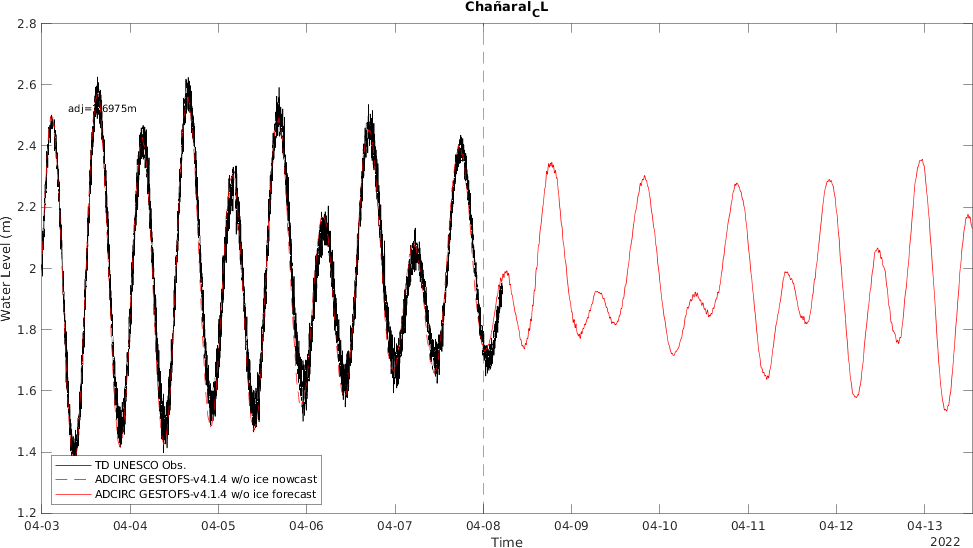 Chañaral_CL
2.8
2.6
2.4
2.2
2
1.8
1.6
1.4
1.2
Water Level (m)
TD UNESCO Obs.
ADCIRC GESTOFS-v4.1.4 w/o ice nowcast
ADCIRC GESTOFS-v4.1.4 w/o ice forecast
04-03 04-04 04-05 04-06 04-07 04-08 04-09 04-10 04-11 04-12 04-13
Time
2022